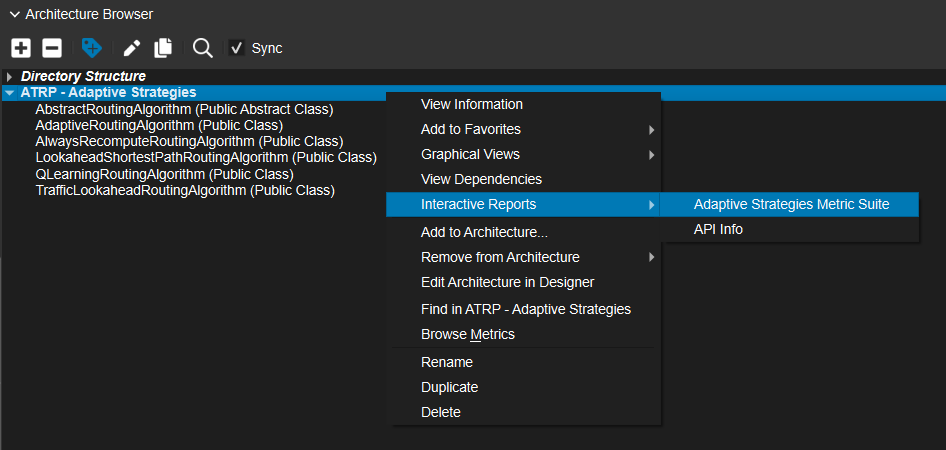 Architecture Browser
Sync
Directory Structure
ATRP - Adaptive Strategies
AbstractRoutingAlgorithm (Public Abstract Class)
AdaptiveRoutingAlgorithm (Public Class)
AlwaysRecomputeRoutingAlgorithm (Public Class)
LookaheadShortestPathRoutingAlgorithm (Public Class)
QLearningRoutingAlgorithm (Public Class)
TrafficLookaheadRoutingAlgorithm (Public Class)
View Information
Add to Favorites
Graphical Views
View Dependencies
Interactive Reports
Add to Architecture...
Remove from Architecture
Edit Architecture in Designer
Find in ATRP - Adaptive Strategies
Browse Metrics
Rename
Duplicate
Delete
Adaptive Strategies Metric Suite
API Info